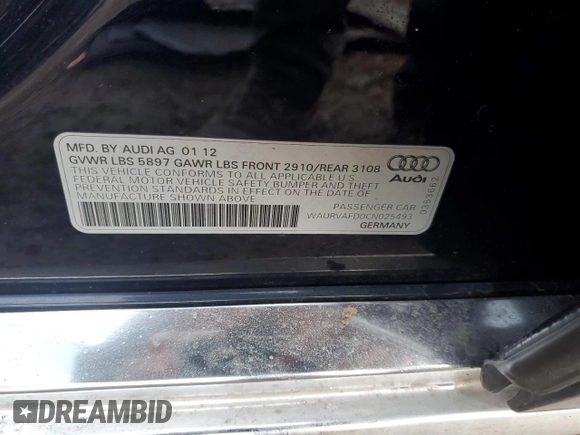 MFD. BY AUDI AG 01 12
GVWR LBS 5897 GAWR LBS FRONT 2910/REAR 3108
THIS VEHICLE CONFORMS TO ALL APPLICABLE U.S
FEDERAL MOTOR VEHICLE SAFETY,BUMPER AND THEFT
PREVENTION STANDARDS IN EFFECT ON THE DATE OF
MANUFACTURE SHOWN ABOVE.
Audi
PASSENGER CAR
WAURVAFD0CN025493
GERMANY
DREAMBID